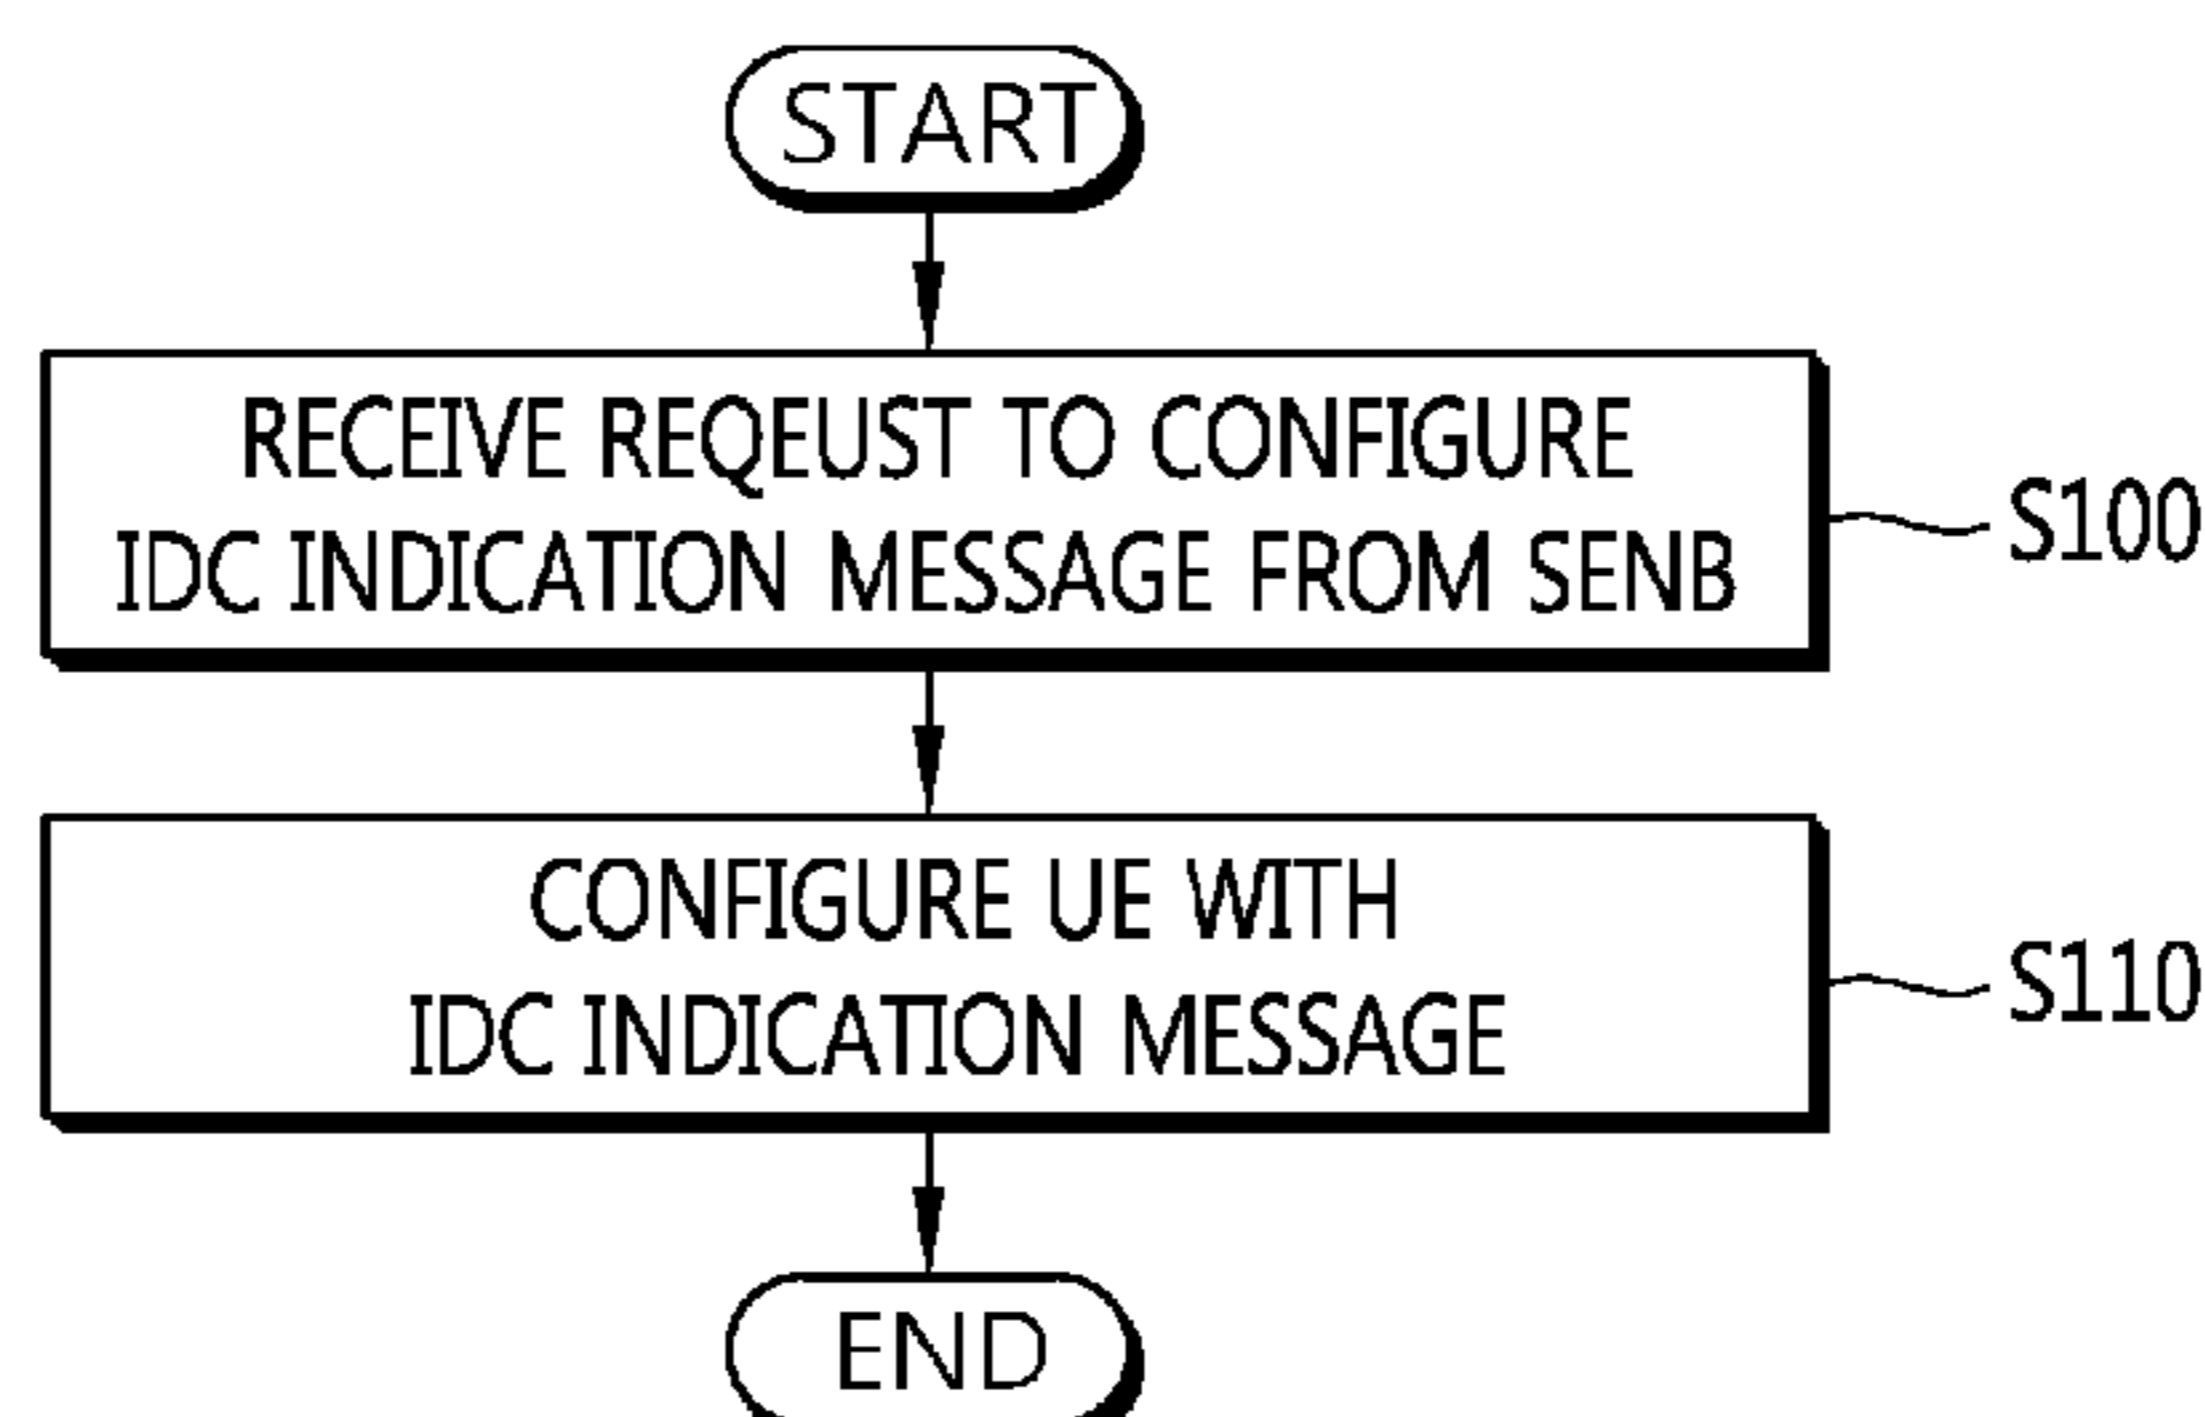 START
RECEIVE REQEUST TO CONFIGURE
IDC INDICATION MESSAGE FROM SENB
S100
CONFIGURE UE WITH
IDC INDICATION MESSAGE
S110
END